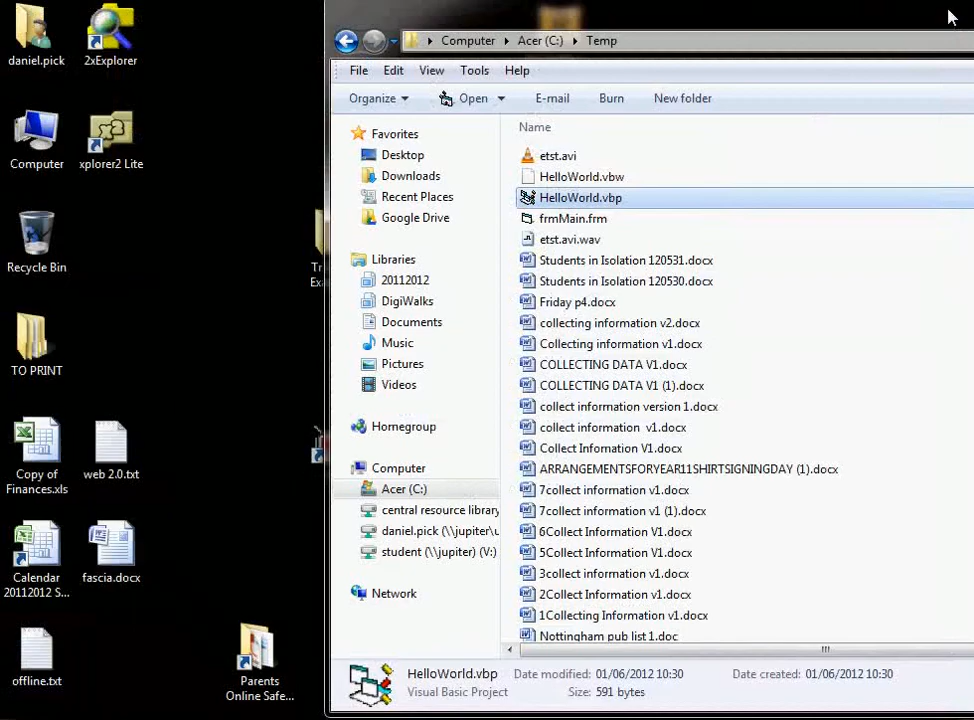 daniel.pick
2xExplorer
Computer
xplorer2 Lite
Recycle Bin
TO PRINT
Copy of
Finances.xls
web 2.0.txt
Calendar
20112012 S...
fascia.docx
offline.txt
Parents
Online Safe...
Computer
Acer (C:)
Temp
File
Edit
View
Tools
Help
Organize
Open
E-mail
Burn
New folder
Favorites
Desktop
Downloads
Recent Places
Google Drive
Libraries
20112012
DigiWalks
Documents
Music
Pictures
Videos
Homegroup
Computer
Acer (C:)
central resource library
daniel.pick (\\jupiter\u
student (\\jupiter) (V:)
Network
Name
etst.avi
HelloWorld.vbw
HelloWorld.vbp
frmMain.frm
etst.avi.wav
Students in Isolation 120531.docx
Students in Isolation 120530.docx
Friday p4.docx
collecting information v2.docx
Collecting information v1.docx
COLLECTING DATA V1.docx
COLLECTING DATA V1 (1).docx
collect information version 1.docx
collect information  v1.docx
Collect Information V1.docx
ARRANGEMENTSFORYEAR11SHIRTSIGNINGDAY (1).docx
7collect information v1.docx
7collect information v1 (1).docx
6Collect Information V1.docx
5Collect Information V1.docx
3collect information v1.docx
2Collect Information v1.docx
1Collecting Information v1.docx
Nottingham pub list 1.doc
HelloWorld.vbp
Date modified: 01/06/2012 10:30
Date created: 01/06/2012 10:30
Visual Basic Project
Size: 591 bytes